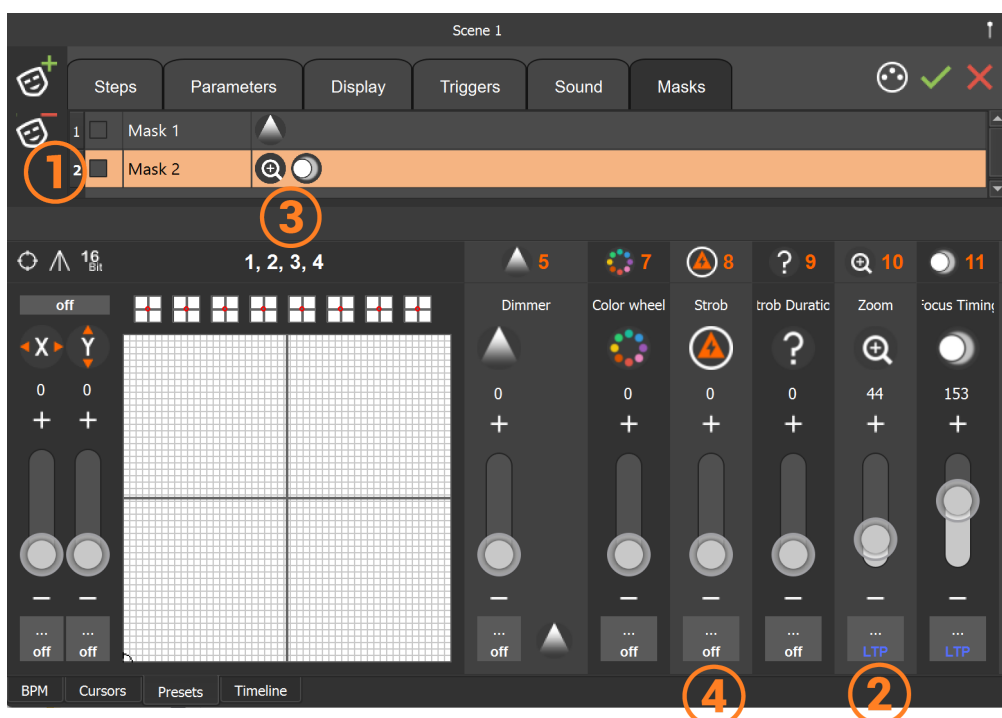 Scene 1
Steps Parameters Display Triggers Sound Masks
1 Mask 1
2 Mask 2
1
3
16 Bit 1, 2, 3, 4 5 7 8 9 10 11
off Dimmer Color wheel Strob trob Duratic Zoom Focus Timing
X Y ?
0 0 0 0 0 0 44 153
+ + + + + + + +
− − − − − − − −
... ... ... ... ... ... ... ...
off off off off off off LTP LTP
BPM Cursors Presets Timeline
4 2